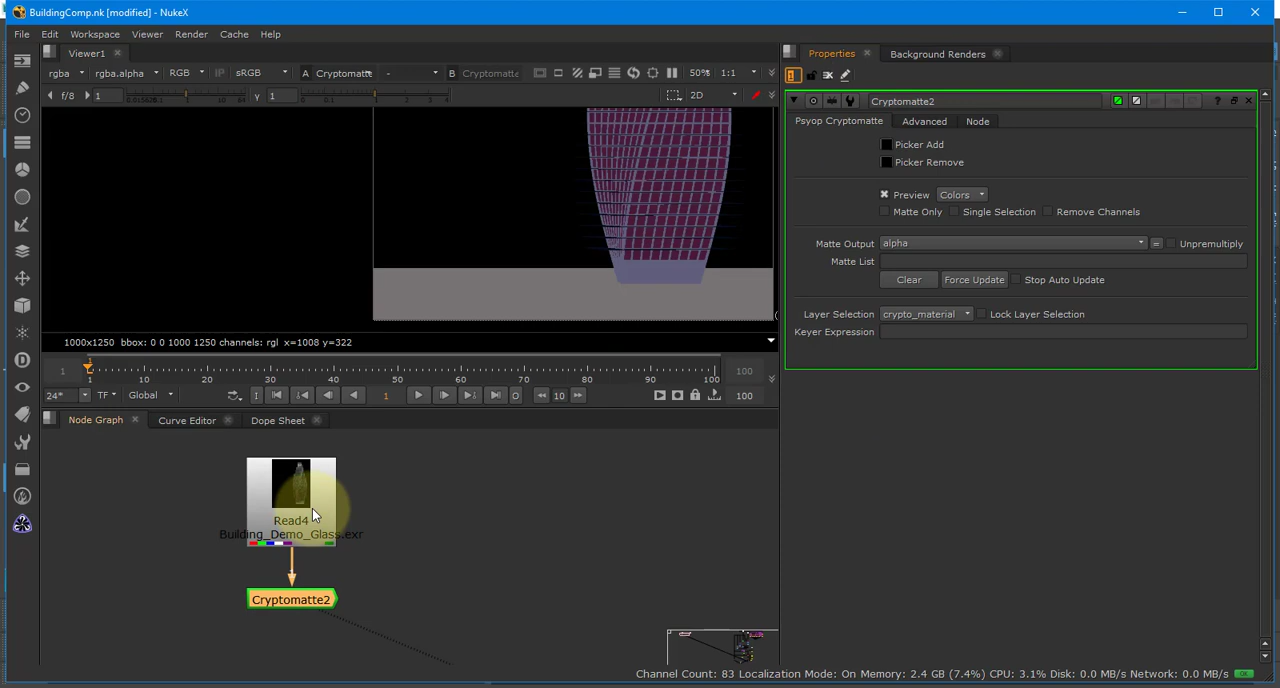 BuildingComp.nk [modified] - NukeX
File Edit Workspace Viewer Render Cache Help
Viewer1
rgba rgba.alpha RGB IP sRGB A Cryptomatte - B Cryptomatte 50% 1:1
f/8 1 y 1 2D
1000x1250 bbox: 0 0 1000 1250 channels: rgl x=1008 y=322
1 1 10 20 30 40 50 60 70 80 90 100 100
24* TF Global I 1 O 10 100
Node Graph Curve Editor Dope Sheet
Read4
Building_Demo_Glass.exr
Cryptomatte2
Properties Background Renders
1
Cryptomatte2
Psyop Cryptomatte Advanced Node
Picker Add
Picker Remove
Preview Colors
Matte Only Single Selection Remove Channels
Matte Output alpha = Unpremultiply
Matte List
Clear Force Update Stop Auto Update
Layer Selection crypto_material Lock Layer Selection
Keyer Expression
Channel Count: 83 Localization Mode: On Memory: 2.4 GB (7.4%) CPU: 3.1% Disk: 0.0 MB/s Network: 0.0 MB/s